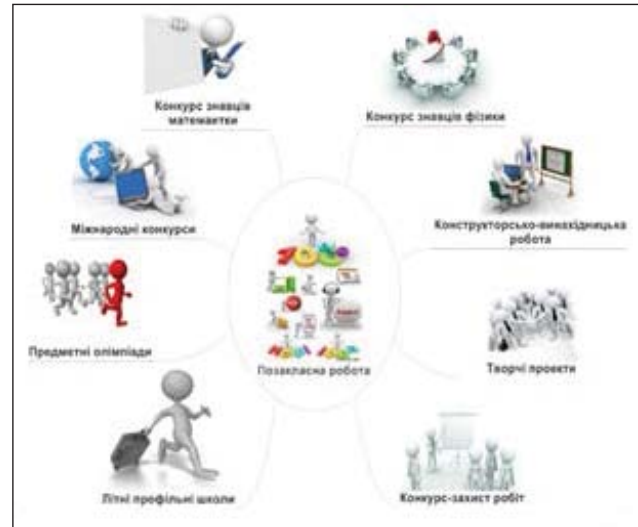 Конкурс знавців
математки
Конкурс знавців фізики
Міжнародні конкурси
Конструкторсько-винахідницька
робота
Предметні олімпіади
Позакласна робота
Творчі проекти
Літні профільні школи
Конкурс-захист робіт